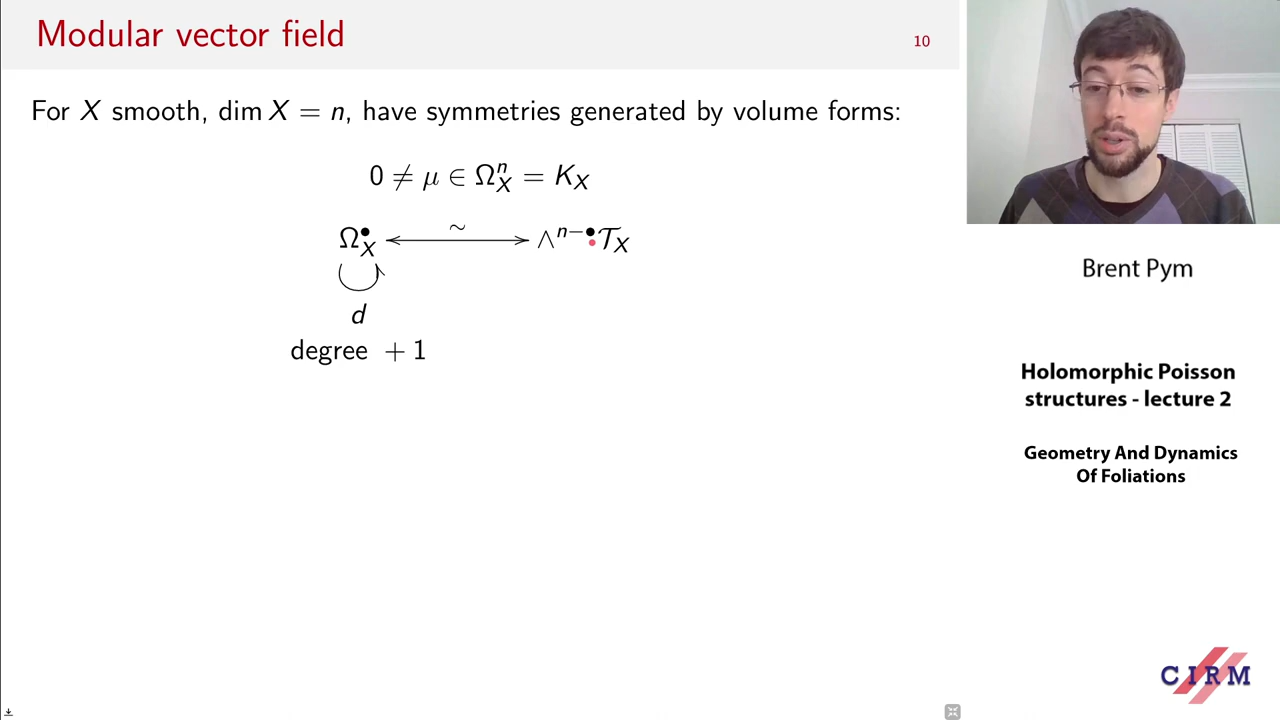 Modular vector field
10
For X smooth, dim X = n, have symmetries generated by volume forms:
0 ≠ μ ∈ Ω^n_X = K_X
Ω^•_X ∼ ∧^{n−•}𝒯_X
d
degree +1
Brent Pym
Holomorphic Poisson
structures - lecture 2
Geometry And Dynamics
Of Foliations
CIRM